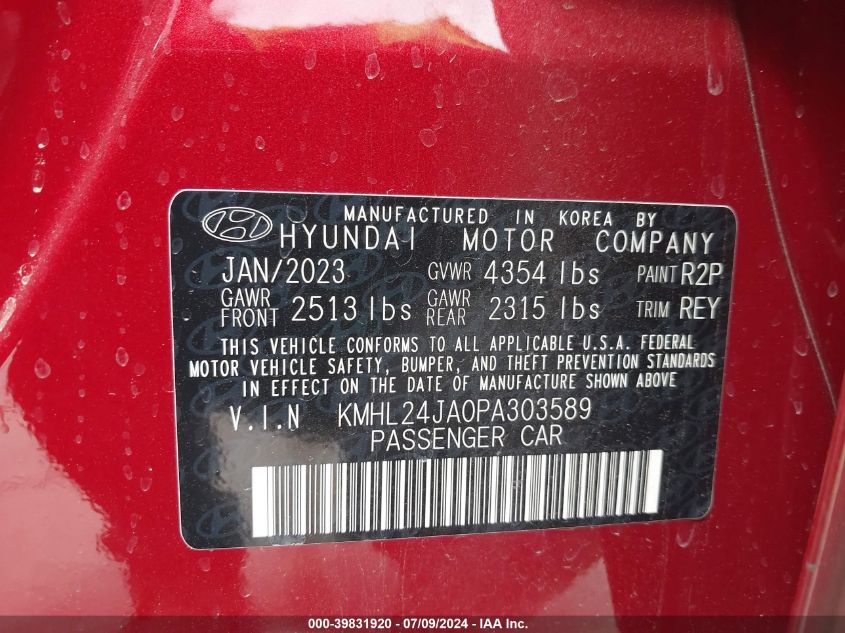 MANUFACTURED IN KOREA BY
HYUNDAI MOTOR COMPANY
JAN/2023 GVWR 4354 lbs PAINT R2P
GAWR FRONT 2513 lbs GAWR REAR 2315 lbs TRIM REY
THIS VEHICLE CONFORMS TO ALL APPLICABLE U.S.A. FEDERAL
MOTOR VEHICLE SAFETY, BUMPER, AND THEFT PREVENTION STANDARDS
IN EFFECT ON THE DATE OF MANUFACTURE SHOWN ABOVE
V.I.N KMHL24JA0PA303589
PASSENGER CAR
000-39831920 / 07/09/2024 - IAA Inc.